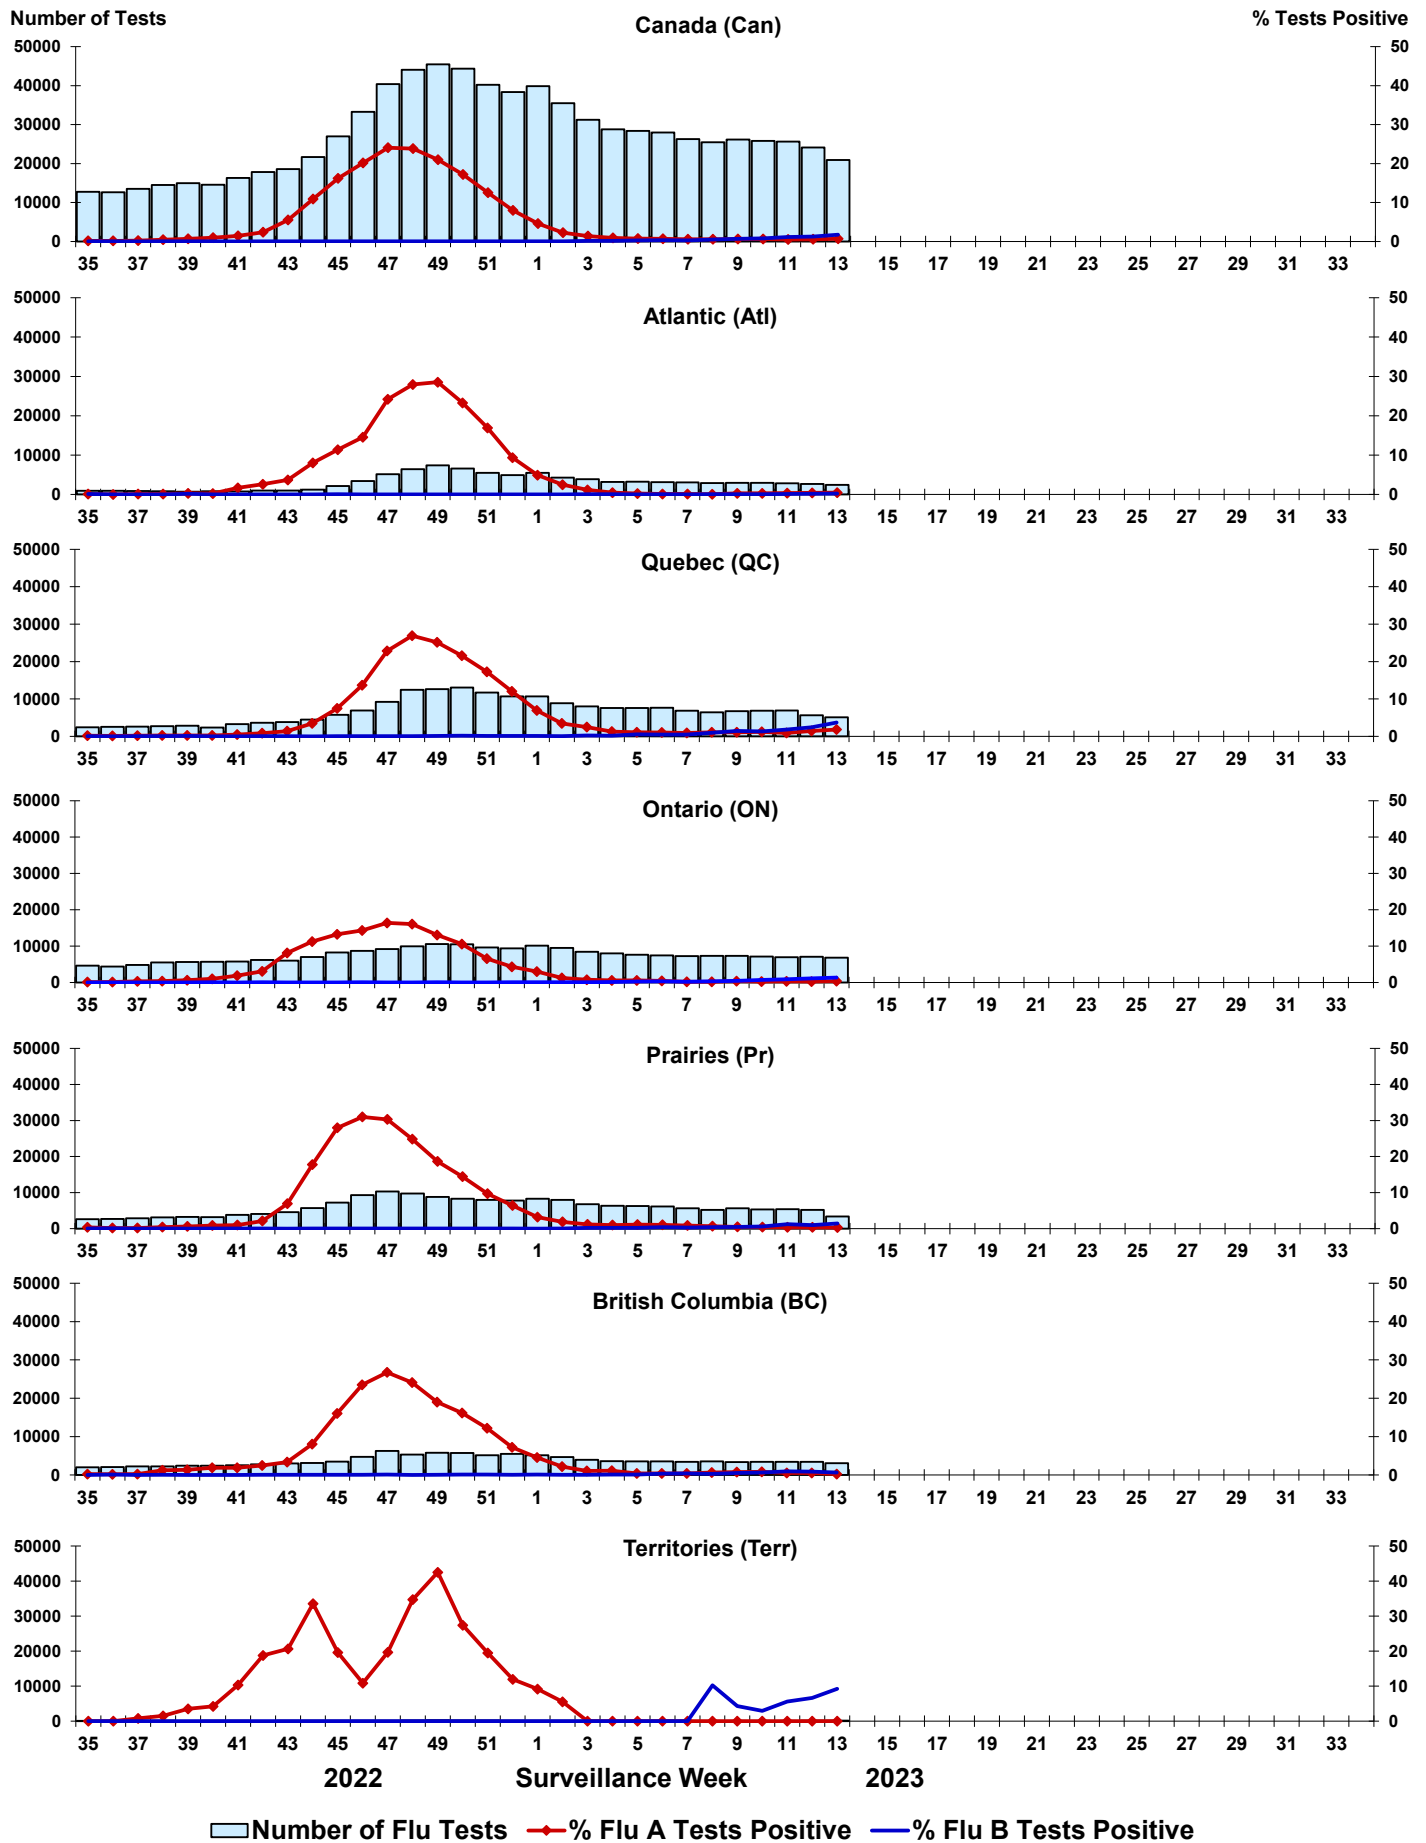 Number of Tests Canada (Can) % Tests Positive
50000 50
40000 40
30000 30
20000 20
10000 10
0 0
35 37 39 41 43 45 47 49 51 1 3 5 7 9 11 13 15 17 19 21 23 25 27 29 31 33
Atlantic (Atl)
50000 50
40000 40
30000 30
20000 20
10000 10
0 0
35 37 39 41 43 45 47 49 51 1 3 5 7 9 11 13 15 17 19 21 23 25 27 29 31 33
Quebec (QC)
50000 50
40000 40
30000 30
20000 20
10000 10
0 0
35 37 39 41 43 45 47 49 51 1 3 5 7 9 11 13 15 17 19 21 23 25 27 29 31 33
Ontario (ON)
50000 50
40000 40
30000 30
20000 20
10000 10
0 0
35 37 39 41 43 45 47 49 51 1 3 5 7 9 11 13 15 17 19 21 23 25 27 29 31 33
Prairies (Pr)
50000 50
40000 40
30000 30
20000 20
10000 10
0 0
35 37 39 41 43 45 47 49 51 1 3 5 7 9 11 13 15 17 19 21 23 25 27 29 31 33
British Columbia (BC)
50000 50
40000 40
30000 30
20000 20
10000 10
0 0
35 37 39 41 43 45 47 49 51 1 3 5 7 9 11 13 15 17 19 21 23 25 27 29 31 33
Territories (Terr)
50000 50
40000 40
30000 30
20000 20
10000 10
0 0
35 37 39 41 43 45 47 49 51 1 3 5 7 9 11 13 15 17 19 21 23 25 27 29 31 33
2022 Surveillance Week 2023
Number of Flu Tests % Flu A Tests Positive % Flu B Tests Positive